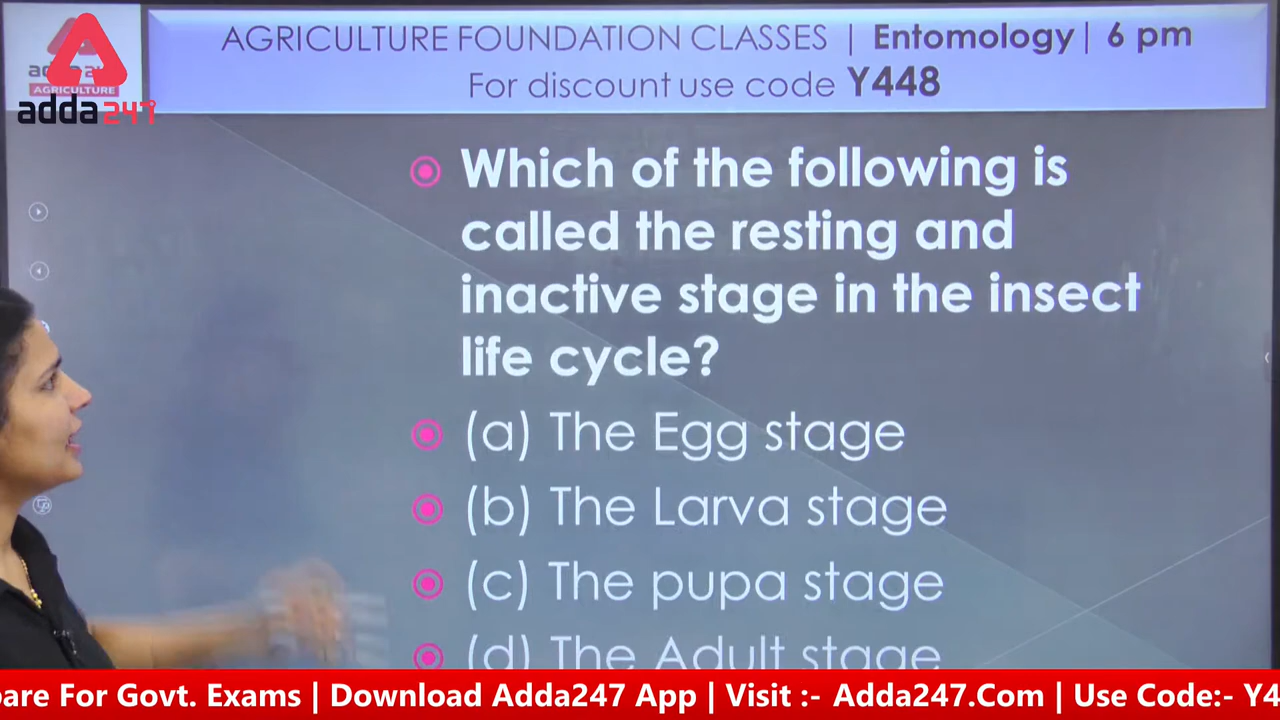 AGRICULTURE FOUNDATION CLASSES | Entomology | 6 pm
For discount use code Y448
AGRICULTURE
adda247
Which of the following is
called the resting and
inactive stage in the insect
life cycle?
(a) The Egg stage
(b) The Larva stage
(c) The pupa stage
(d) The Adult stage
pare For Govt. Exams | Download Adda247 App | Visit :- Adda247.Com | Use Code:- Y4